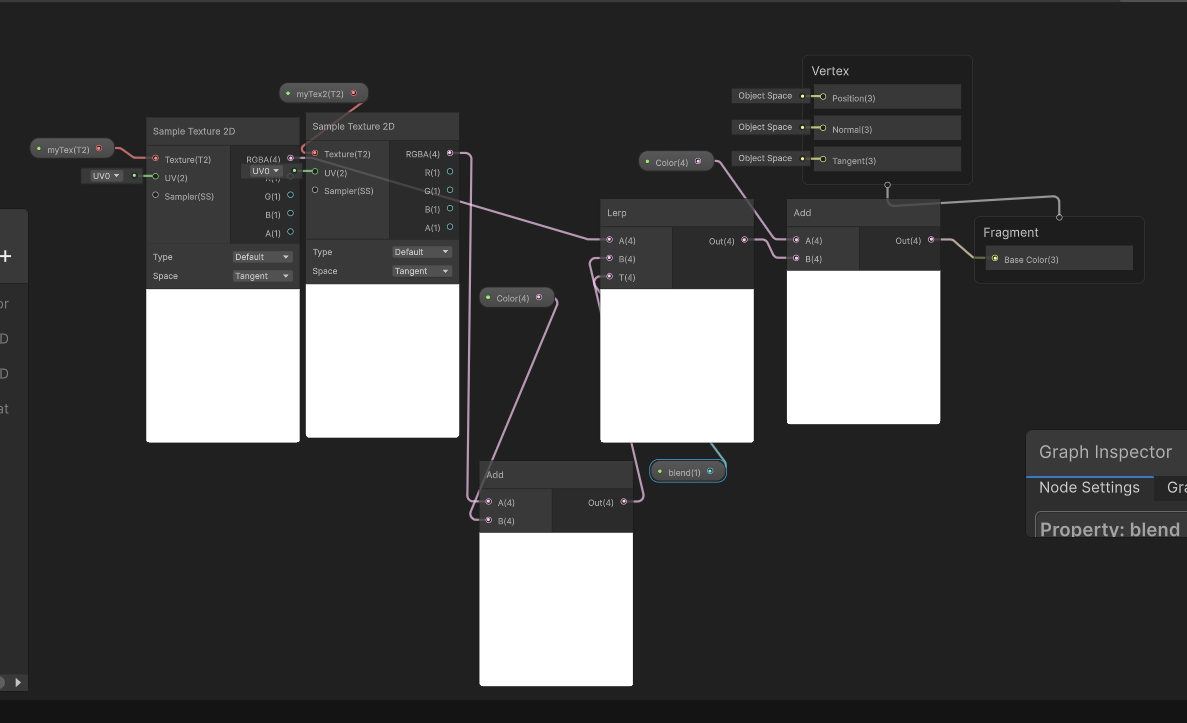 myTex2(T2)
myTex(T2)
UV0
Sample Texture 2D
Texture(T2)
UV(2)
Sampler(SS)
RGBA(4)
G(1)
B(1)
A(1)
Type
Default
Space
Tangent
Sample Texture 2D
Texture(T2)
UV0
UV(2)
Sampler(SS)
RGBA(4)
R(1)
G(1)
B(1)
A(1)
Type
Default
Space
Tangent
Color(4)
Add
A(4)
B(4)
Out(4)
Lerp
A(4)
B(4)
T(4)
Out(4)
blend(1)
Color(4)
Vertex
Object Space
Position(3)
Object Space
Normal(3)
Object Space
Tangent(3)
Add
A(4)
B(4)
Out(4)
Fragment
Base Color(3)
+
or
D
D
at
Graph Inspector
Node Settings
Gra
Property: blend